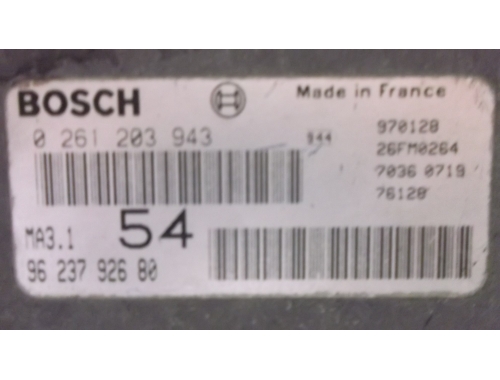 BOSCH
Made in France
0 261 203 943
944
970128
26FM0264
7036 0719
76128
MA3.1
54
96 237 926 80